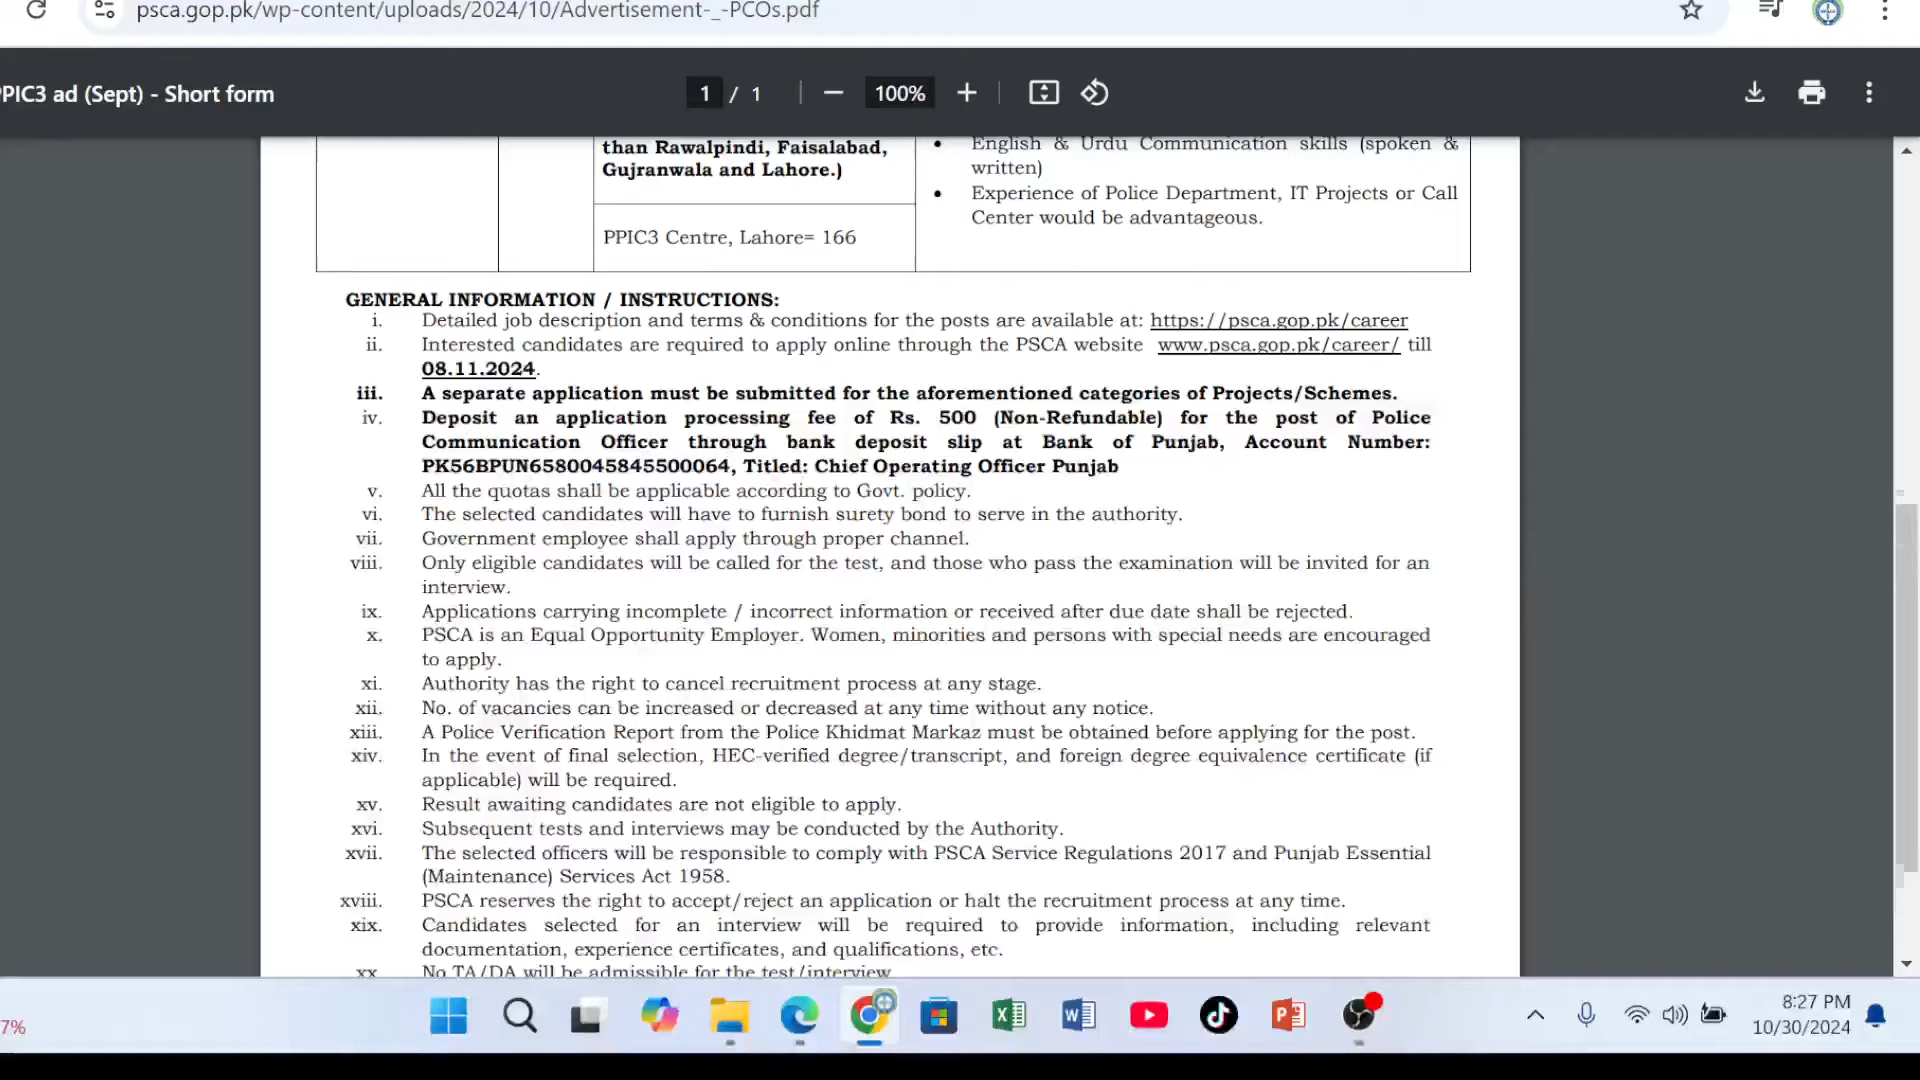 psca.gop.pk/wp-content/uploads/2024/10/Advertisement-_-PCOs.pdf
PIC3 ad (Sept) - Short form
1 / 1
100%
than Rawalpindi, Faisalabad,
Gujranwala and Lahore.)
PPIC3 Centre, Lahore= 166
• English & Urdu Communication skills (spoken &
written)
• Experience of Police Department, IT Projects or Call
Center would be advantageous.
GENERAL INFORMATION / INSTRUCTIONS:
i. Detailed job description and terms & conditions for the posts are available at: https://psca.gop.pk/career
ii. Interested candidates are required to apply online through the PSCA website www.psca.gop.pk/career/ till
08.11.2024.
iii. A separate application must be submitted for the aforementioned categories of Projects/Schemes.
iv. Deposit an application processing fee of Rs. 500 (Non-Refundable) for the post of Police
Communication Officer through bank deposit slip at Bank of Punjab, Account Number:
PK56BPUN6580045845500064, Titled: Chief Operating Officer Punjab
v. All the quotas shall be applicable according to Govt. policy.
vi. The selected candidates will have to furnish surety bond to serve in the authority.
vii. Government employee shall apply through proper channel.
viii. Only eligible candidates will be called for the test, and those who pass the examination will be invited for an
interview.
ix. Applications carrying incomplete / incorrect information or received after due date shall be rejected.
x. PSCA is an Equal Opportunity Employer. Women, minorities and persons with special needs are encouraged
to apply.
xi. Authority has the right to cancel recruitment process at any stage.
xii. No. of vacancies can be increased or decreased at any time without any notice.
xiii. A Police Verification Report from the Police Khidmat Markaz must be obtained before applying for the post.
xiv. In the event of final selection, HEC-verified degree/transcript, and foreign degree equivalence certificate (if
applicable) will be required.
xv. Result awaiting candidates are not eligible to apply.
xvi. Subsequent tests and interviews may be conducted by the Authority.
xvii. The selected officers will be responsible to comply with PSCA Service Regulations 2017 and Punjab Essential
(Maintenance) Services Act 1958.
xviii. PSCA reserves the right to accept/reject an application or halt the recruitment process at any time.
xix. Candidates selected for an interview will be required to provide information, including relevant
documentation, experience certificates, and qualifications, etc.
xx. No TA/DA will be admissible for the test/interview
7%
8:27 PM
10/30/2024